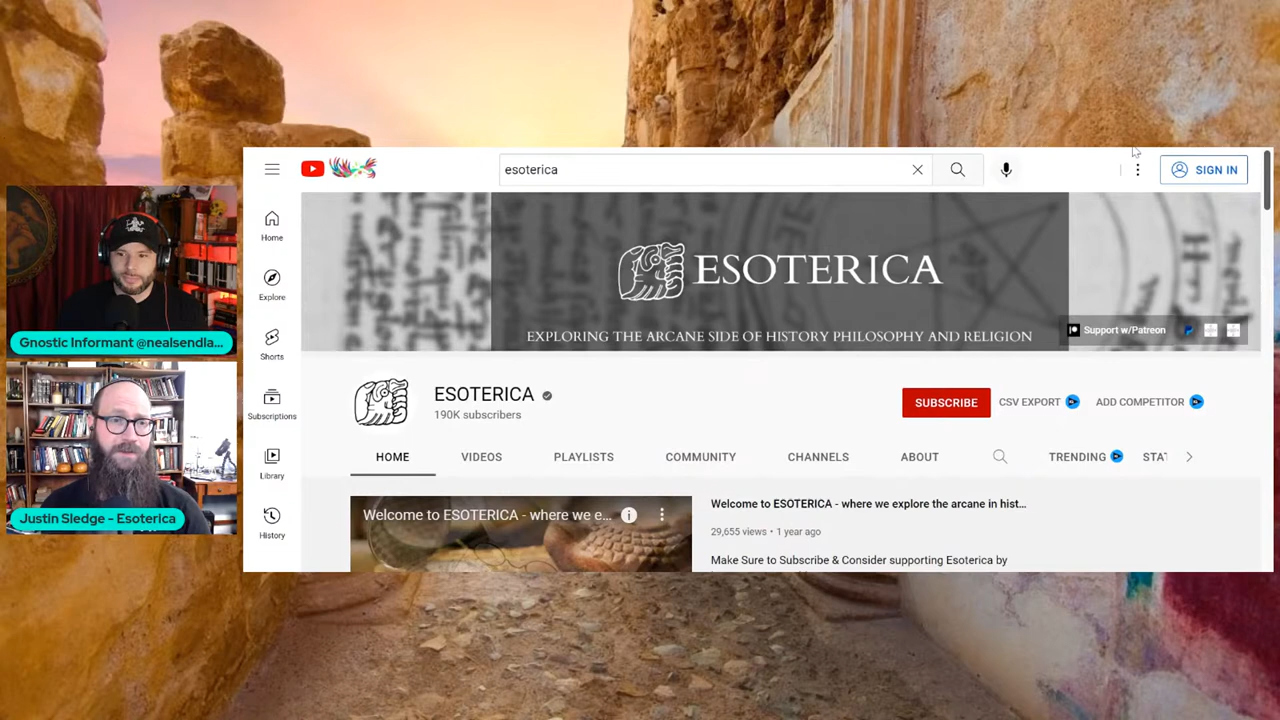 esoterica
SIGN IN
Home
Explore
Shorts
Subscriptions
Library
History
ESOTERICA
EXPLORING THE ARCANE SIDE OF HISTORY PHILOSOPHY AND RELIGION
Support w/Patreon
ESOTERICA
190K subscribers
SUBSCRIBE
CSV EXPORT
ADD COMPETITOR
HOME
VIDEOS
PLAYLISTS
COMMUNITY
CHANNELS
ABOUT
TRENDING
STAT
Welcome to ESOTERICA - where we e...
Welcome to ESOTERICA - where we explore the arcane in hist...
29,655 views • 1 year ago
Make Sure to Subscribe & Consider supporting Esoterica by
Gnostic Informant @nealsendla...
Justin Sledge - Esoterica